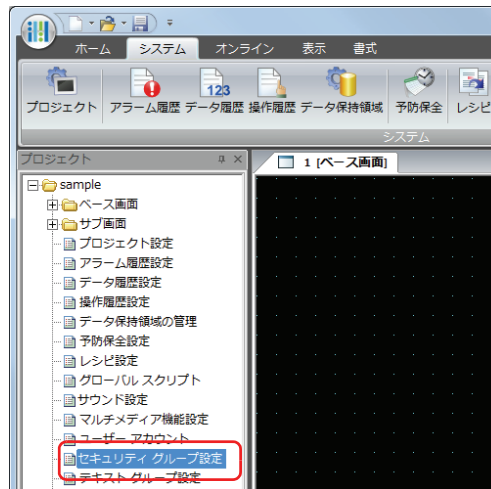 ホーム システム オンライン 表示 書式
123
プロジェクト アラーム履歴 データ履歴 操作履歴 データ保持領域 予防保全 レシピ
システム
プロジェクト
1 [ベース画面]
sample
ベース画面
サブ画面
プロジェクト設定
アラーム履歴設定
データ履歴設定
操作履歴設定
データ保持領域の管理
予防保全設定
レシピ設定
グローバル スクリプト
サウンド設定
マルチメディア機能設定
ユーザー アカウント
セキュリティ グループ設定
テキスト グループ設定